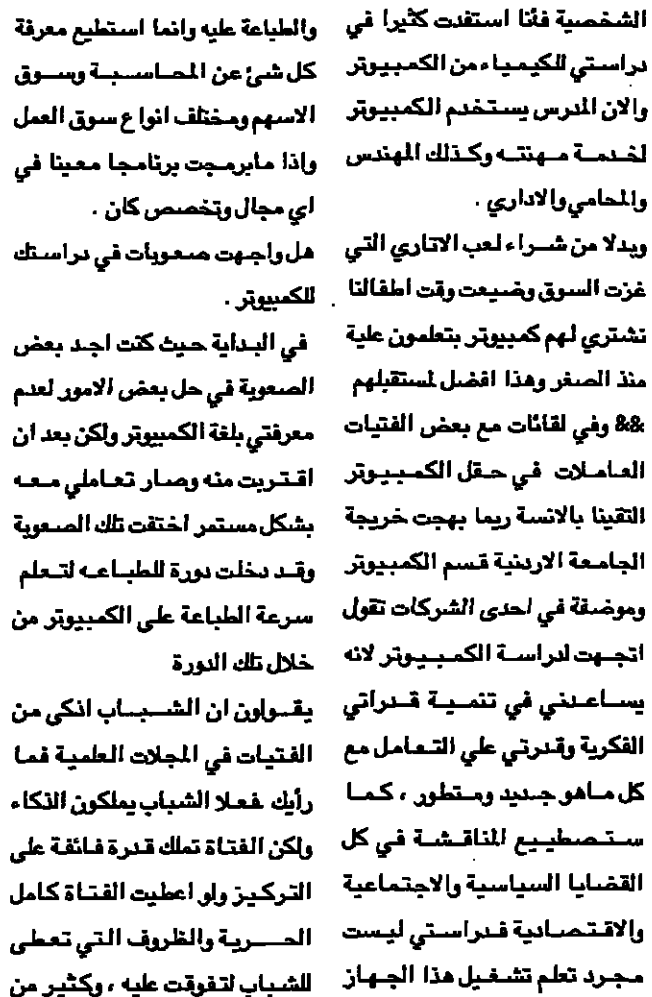 الشخصية فأنا استفدت كثيرا في
دراستي للكيمياء من الكمبيوتر
والان المدرس يستخدم الكمبيوتر
لخدمة مهنته وكذلك المهندس
والمحامي والاداري .
وبدلا من شراء لعب الاتاري التي
غزت السوق وضيعت وقت اطفالنا
نشتري لهم كمبيوتر بتعلمون علية
منذ الصغر وهذا افضل لمستقبلهم
&& وفي لقائات مع بعض الفتيات
العاملات في حقل الكمبيوتر
التقينا بالانسة ريما بهجت خريجة
الجامعة الاردنية قسم الكمبيوتر
وموضفة في احدى الشركات تقول
اتجهت لدراسة الكمبيوتر لانه
يساعدني في تنمية قدراتي
الفكرية وقدرتي علي التعامل مع
كل ماهو جديد ومتطور ، كما
ستصطيع المناقشة في كل
القضايا السياسية والاجتماعية
والاقتصادية فدراستي ليست
مجرد تعلم تشغيل هذا الجهاز
والطباعة عليه وانما استطيع معرفة
كل شئ عن المحاسبة وسوق
الاسهم ومختلف انواع سوق العمل
وإذا مابرمجت برنامجا معينا في
اي مجال وتخصص كان .
هل واجهت صعوبات في دراستك
للكمبيوتر .
في البداية حيث كنت اجد بعض
الصعوبة في حل بعض الامور لعدم
معرفتي بلغة الكمبيوتر ولكن بعد ان
اقتربت منه وصار تعاملي معه
بشكل مستمر اختفت تلك الصعوبة
وقد دخلت دورة للطباعه لتعلم
سرعة الطباعة على الكمبيوتر من
خلال تلك الدورة
يقولون ان الشباب انكى من
الفتيات في المجلات العلمية فما
رأيك فعلا الشباب يملكون الذكاء
ولكن الفتاة تملك قدرة فائقة على
التركيز ولو اعطيت الفتاة كامل
الحرية والظروف التي تعطى
للشباب لتفوقت عليه ، وكثير من